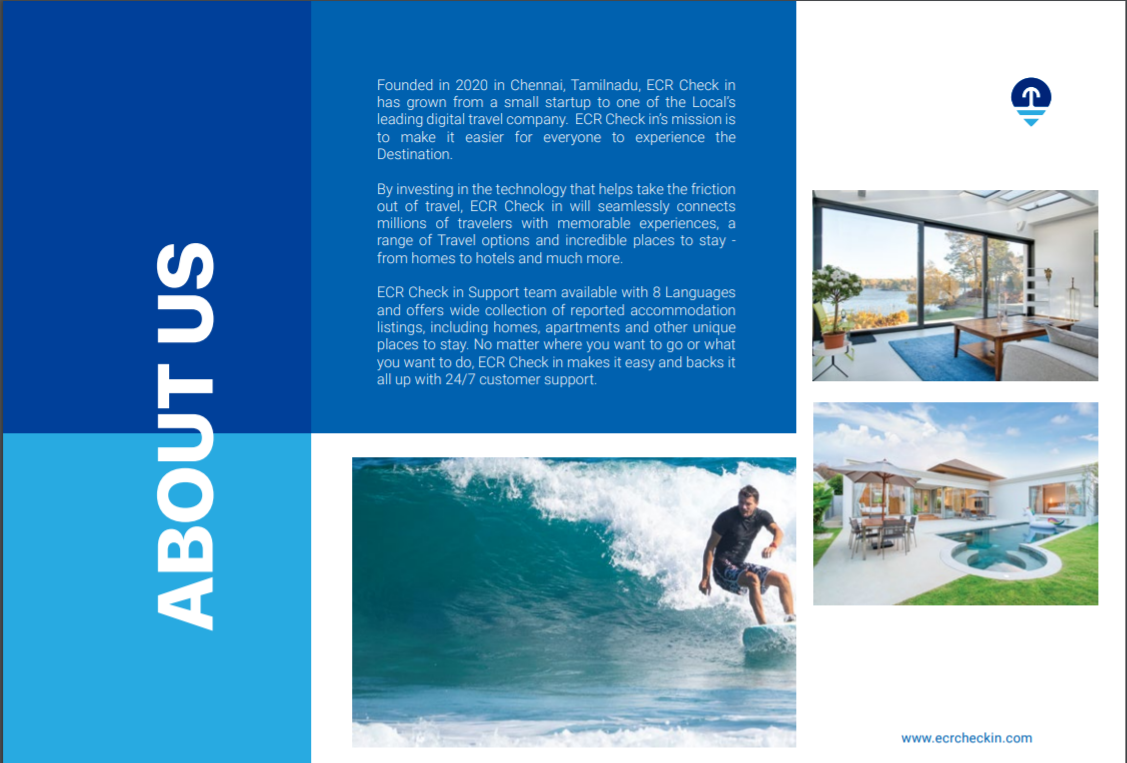 ABOUT US
Founded in 2020 in Chennai, Tamilnadu, ECR Check in
has grown from a small startup to one of the Local's
leading digital travel company. ECR Check in's mission is
to make it easier for everyone to experience the
Destination.
By investing in the technology that helps take the friction
out of travel, ECR Check in will seamlessly connects
millions of travelers with memorable experiences, a
range of Travel options and incredible places to stay -
from homes to hotels and much more.
ECR Check in Support team available with 8 Languages
and offers wide collection of reported accommodation
listings, including homes, apartments and other unique
places to stay. No matter where you want to go or what
you want to do, ECR Check in makes it easy and backs it
all up with 24/7 customer support.
www.ecrcheckin.com